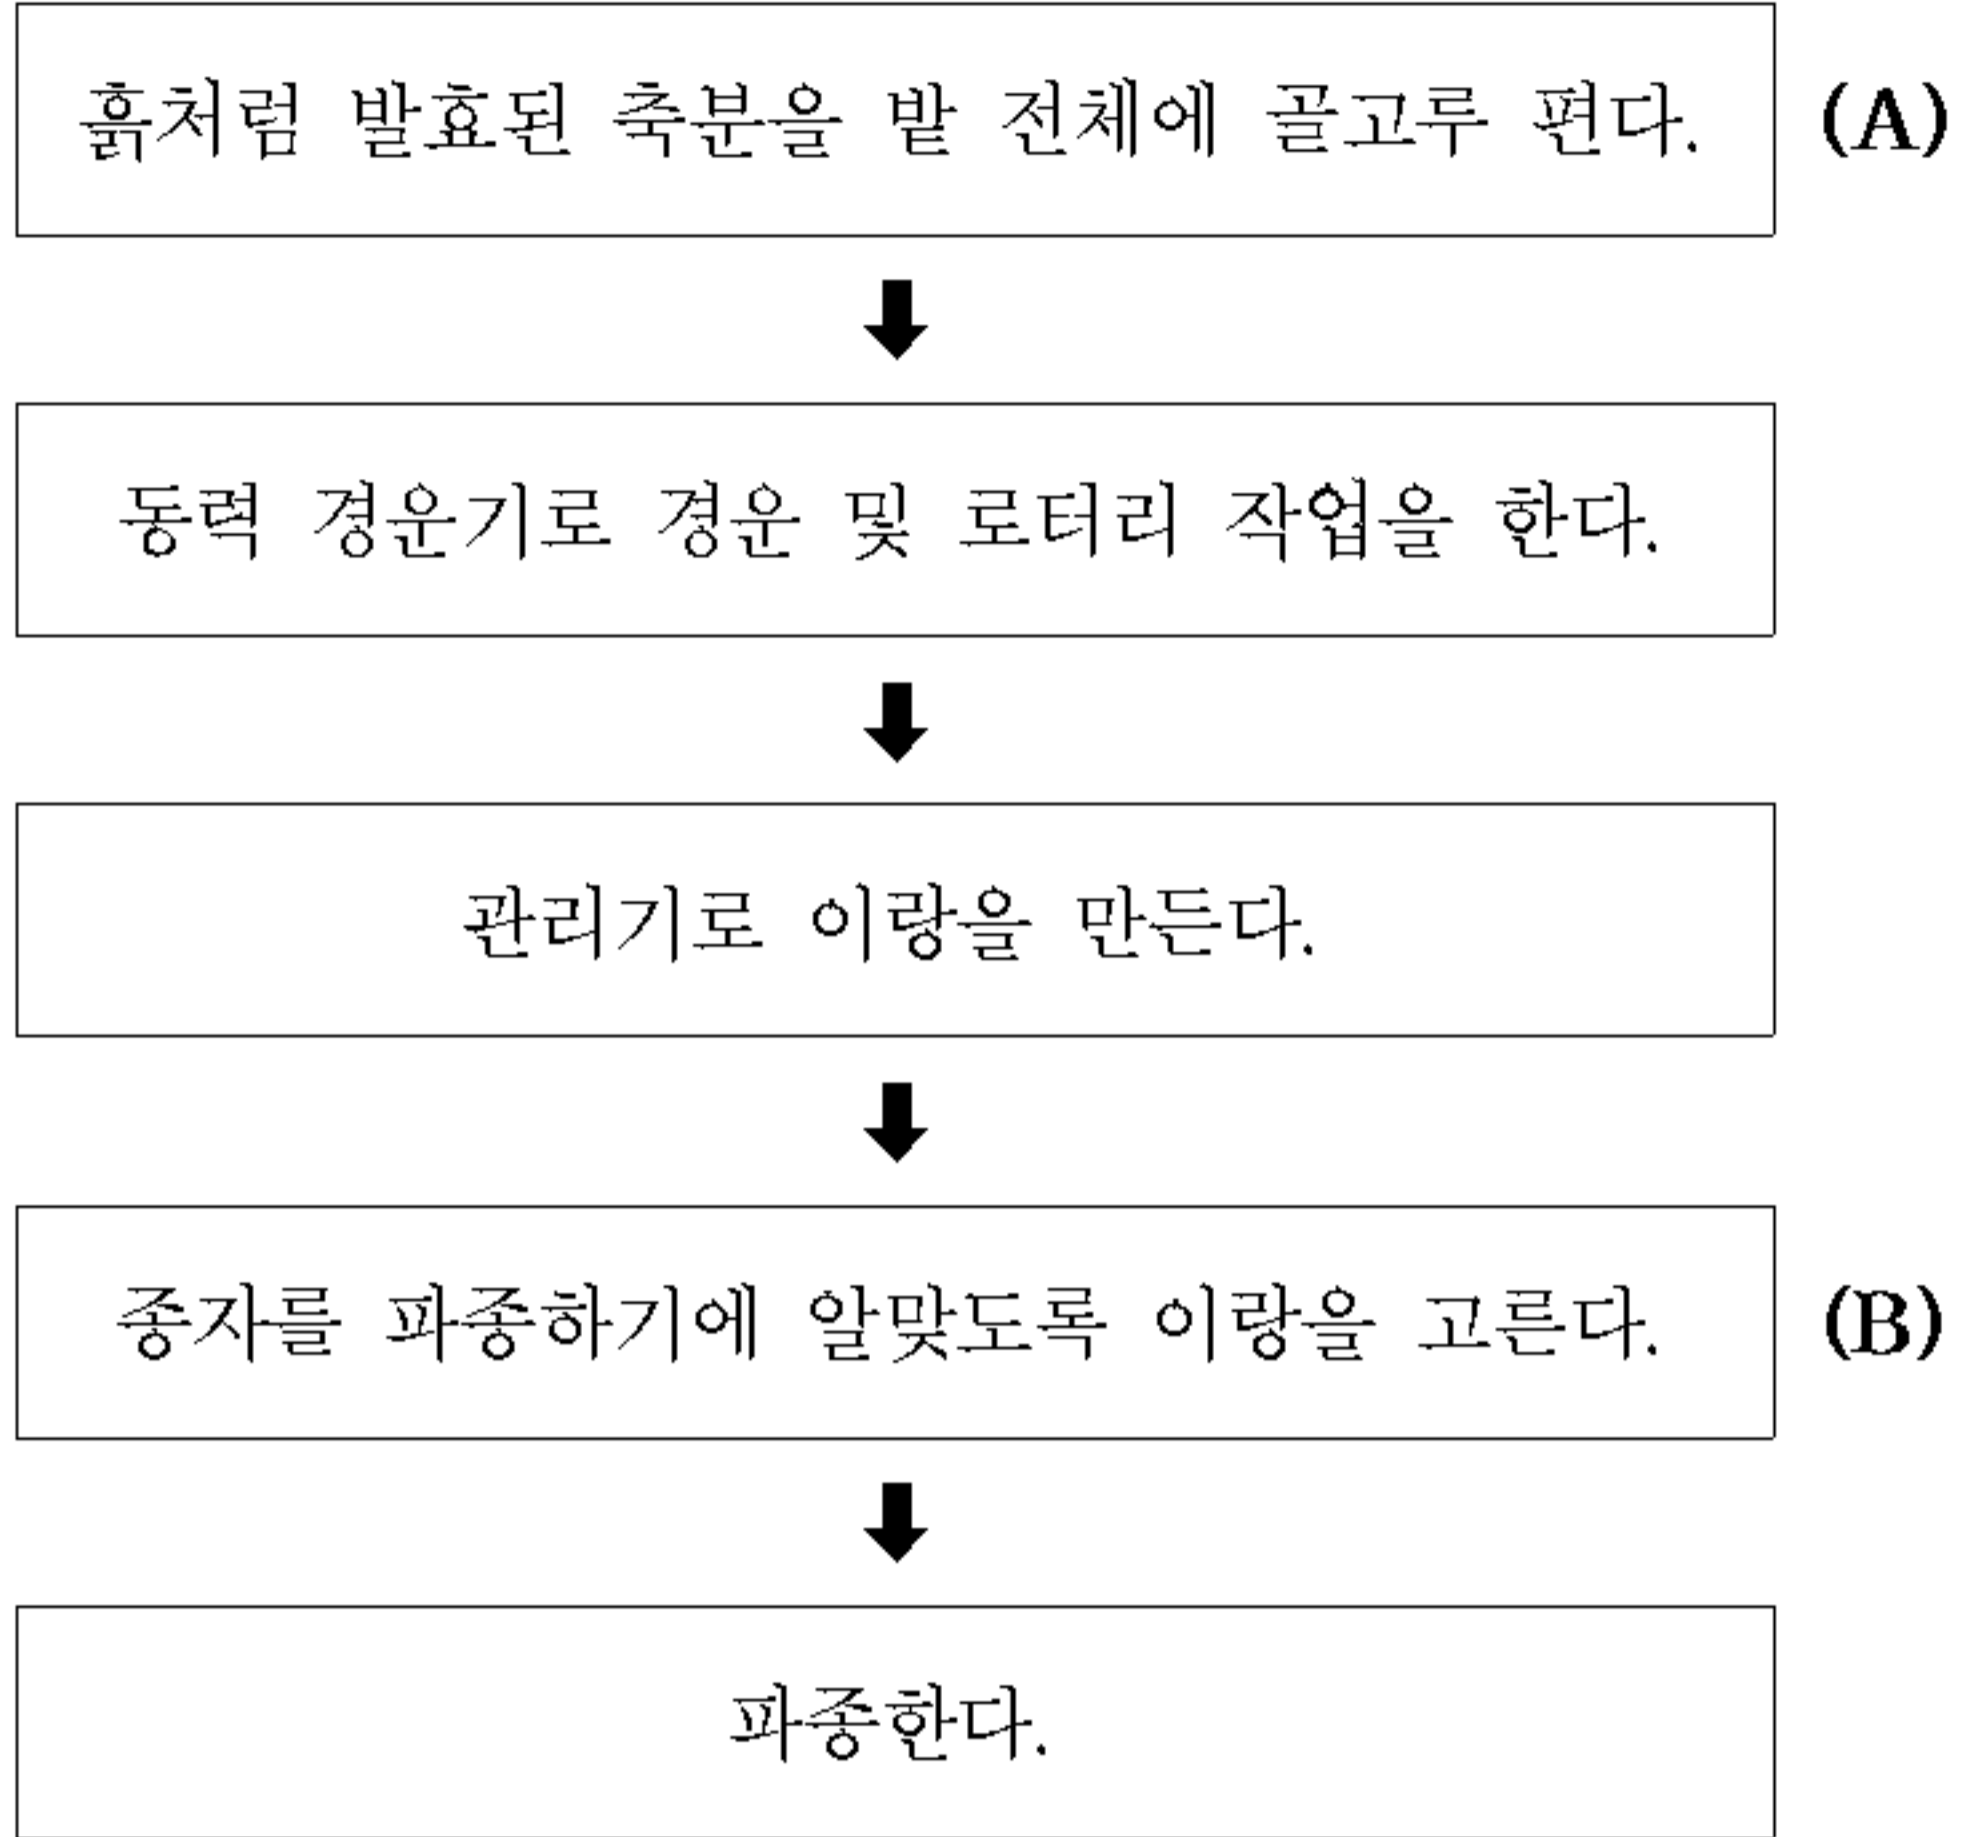 흙처럼 발효된 축분을 밭 전체에 골고루 편다.
(A)
동력 경운기로 경운 및 로터리 작업을 한다.
관리기로 이랑을 만든다.
종자를 파종하기에 알맞도록 이랑을 고른다.
(B)
파종한다.